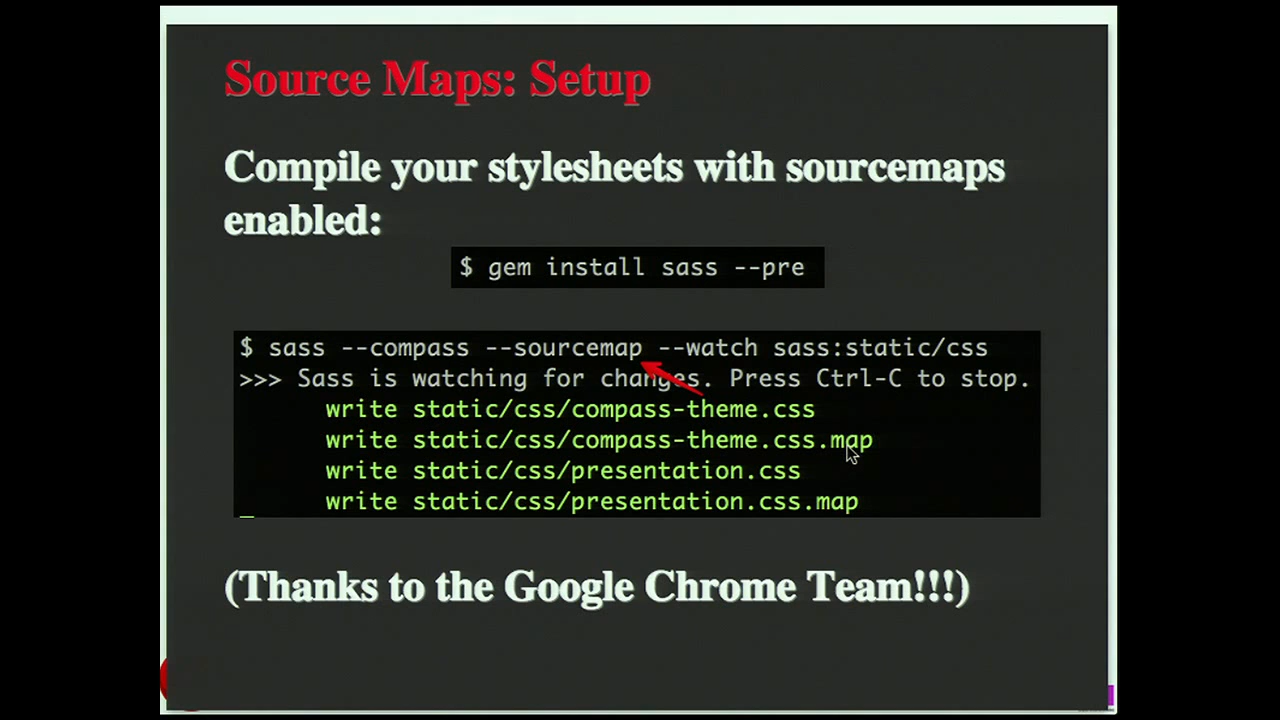 Source Maps: Setup
Compile your stylesheets with sourcemaps
enabled:
$ gem install sass --pre
$ sass --compass --sourcemap --watch sass:static/css
>>> Sass is watching for changes. Press Ctrl-C to stop.
write static/css/compass-theme.css
write static/css/compass-theme.css.map
write static/css/presentation.css
write static/css/presentation.css.map
(Thanks to the Google Chrome Team!!!)